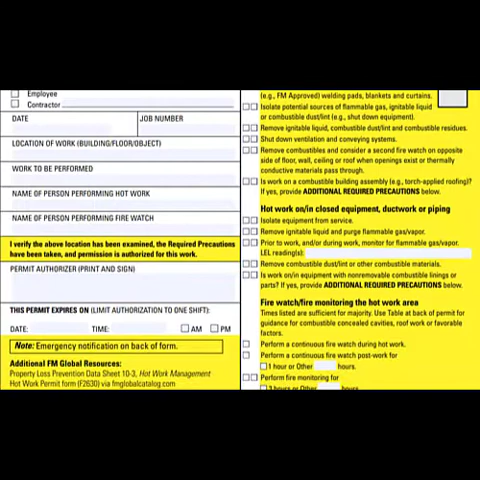 Employee
Contractor
DATE
JOB NUMBER
LOCATION OF WORK (BUILDING/FLOOR/OBJECT)
WORK TO BE PERFORMED
NAME OF PERSON PERFORMING HOT WORK
NAME OF PERSON PERFORMING FIRE WATCH
I verify the above location has been examined, the Required Precautions
have been taken, and permission is authorized for this work.
PERMIT AUTHORIZER (PRINT AND SIGN)
THIS PERMIT EXPIRES ON (LIMIT AUTHORIZATION TO ONE SHIFT):
DATE: TIME: AM PM
Note: Emergency notification on back of form.
Additional FM Global Resources:
Property Loss Prevention Data Sheet 10-3, Hot Work Management
Hot Work Permit form (F2630) via fmglobalcatalog.com
(e.g., FM Approved) welding pads, blankets and curtains.
Isolate potential sources of flammable gas, ignitable liquid
or combustible dust/lint (e.g., shut down equipment).
Remove ignitable liquid, combustible dust/lint and combustible residues.
Shut down ventilation and conveying systems.
Remove combustibles and consider a second fire watch on opposite
side of floor, wall, ceiling or roof when openings exist or thermally
conductive materials pass through.
Is work on a combustible building assembly (e.g., torch-applied roofing)?
If yes, provide ADDITIONAL REQUIRED PRECAUTIONS below.
Hot work on/in closed equipment, ductwork or piping
Isolate equipment from service.
Remove ignitable liquid and purge flammable gas/vapor.
Prior to work, and/or during work, monitor for flammable gas/vapor.
LEL reading(s):
Remove combustible dust/lint or other combustible materials.
Is work on/in equipment with nonremovable combustible linings or
parts? If yes, provide ADDITIONAL REQUIRED PRECAUTIONS below.
Fire watch/fire monitoring the hot work area
Times listed are sufficient for majority. Use Table at back of permit for
guidance for combustible concealed cavities, roof work or favorable
factors.
Perform a continuous fire watch during hot work.
Perform a continuous fire watch post-work for
1 hour or Other hours.
Perform fire monitoring for
3 hours or Other hours.